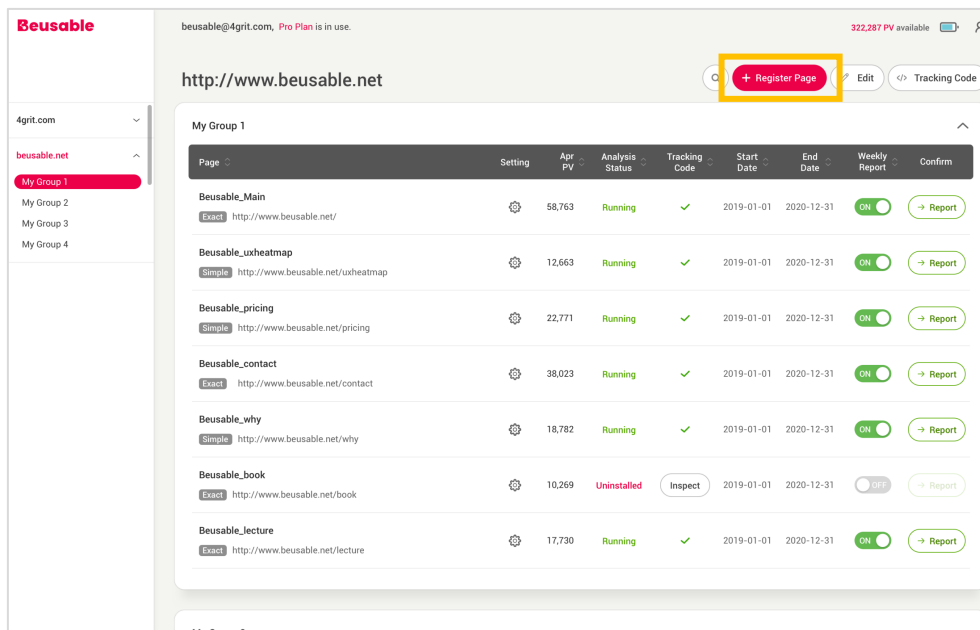 Beusable
beusable@4grit.com, Pro Plan is in use.
322,287 PV available
http://www.beusable.net
+ Register Page
Edit
</> Tracking Code
4grit.com
beusable.net
My Group 1
My Group 2
My Group 3
My Group 4
My Group 1
Page Setting Apr PV Analysis Status Tracking Code Start Date End Date Weekly Report Confirm
Beusable_Main
Exact http://www.beusable.net/ 58,763 Running 2019-01-01 2020-12-31 ON → Report
Beusable_uxheatmap
Simple http://www.beusable.net/uxheatmap 12,663 Running 2019-01-01 2020-12-31 ON → Report
Beusable_pricing
Simple http://www.beusable.net/pricing 22,771 Running 2019-01-01 2020-12-31 ON → Report
Beusable_contact
Exact http://www.beusable.net/contact 38,023 Running 2019-01-01 2020-12-31 ON → Report
Beusable_why
Simple http://www.beusable.net/why 18,782 Running 2019-01-01 2020-12-31 ON → Report
Beusable_book
Exact http://www.beusable.net/book 10,269 Uninstalled Inspect 2019-01-01 2020-12-31 OFF → Report
Beusable_lecture
Exact http://www.beusable.net/lecture 17,730 Running 2019-01-01 2020-12-31 ON → Report